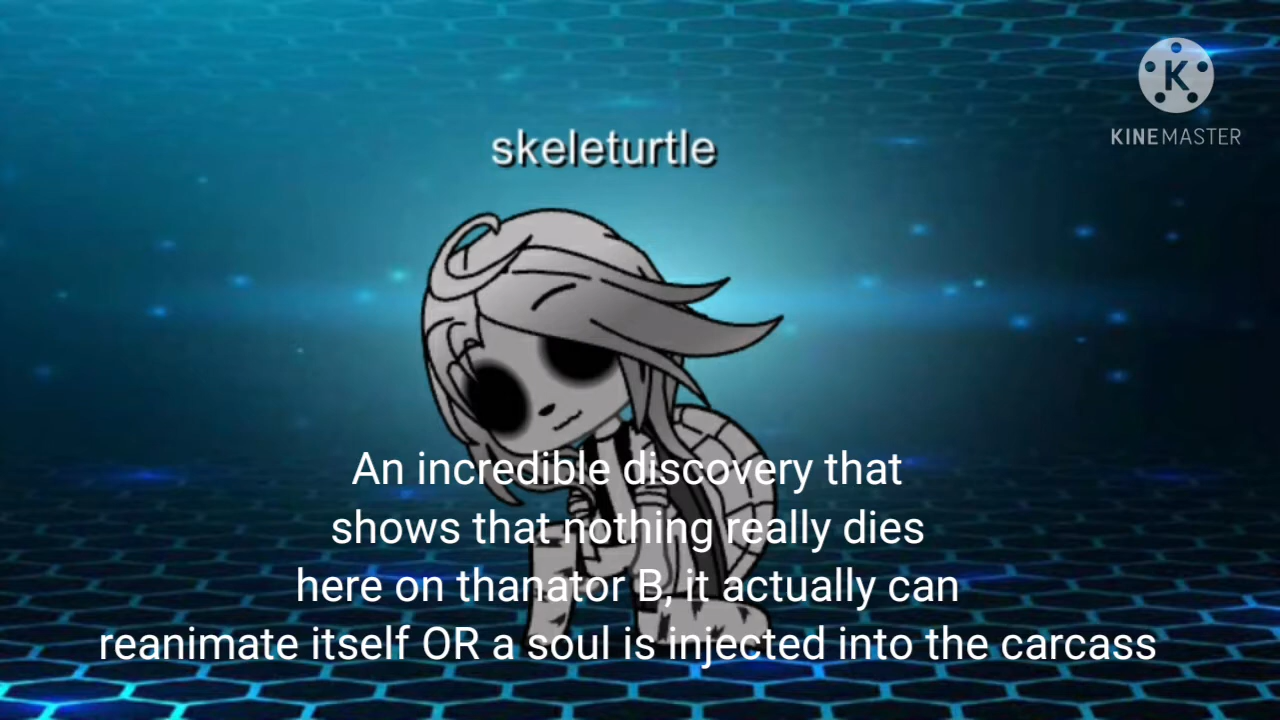 K
KINEMASTER
skeleturtle
An incredible discovery that
shows that nothing really dies
here on thanator B, it actually can
reanimate itself OR a soul is injected into the carcass